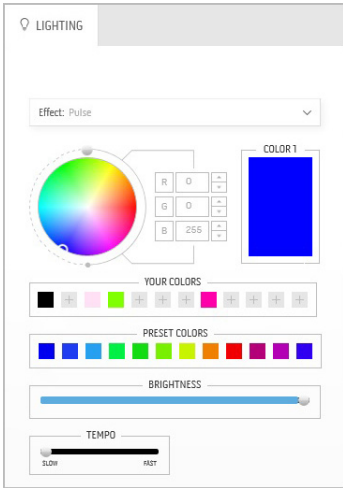 LIGHTING
Effect: Pulse
COLOR 1
R 0
G 0
B 255
YOUR COLORS
PRESET COLORS
BRIGHTNESS
TEMPO
SLOW FAST